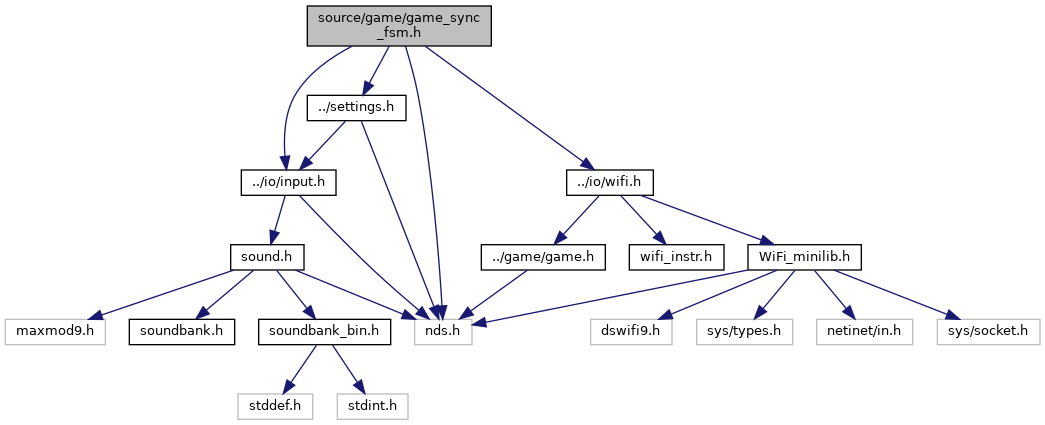 source/game/game_sync
_fsm.h
../settings.h
../io/input.h
../io/wifi.h
sound.h
../game/game.h
wifi_instr.h
WiFi_minilib.h
maxmod9.h
soundbank.h
soundbank_bin.h
nds.h
dswifi9.h
sys/types.h
netinet/in.h
sys/socket.h
stddef.h
stdint.h